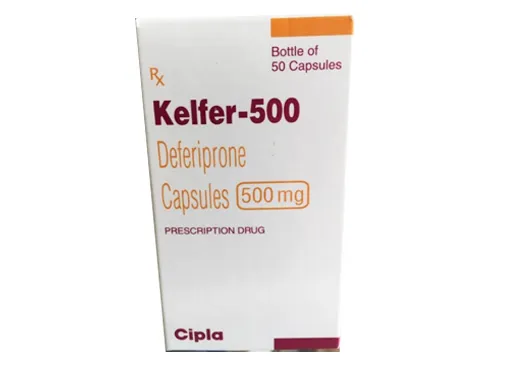 Bottle of
50 Capsules
Rx
Kelfer-500
Deferiprone
Capsules 500 mg
PRESCRIPTION DRUG
Cipla